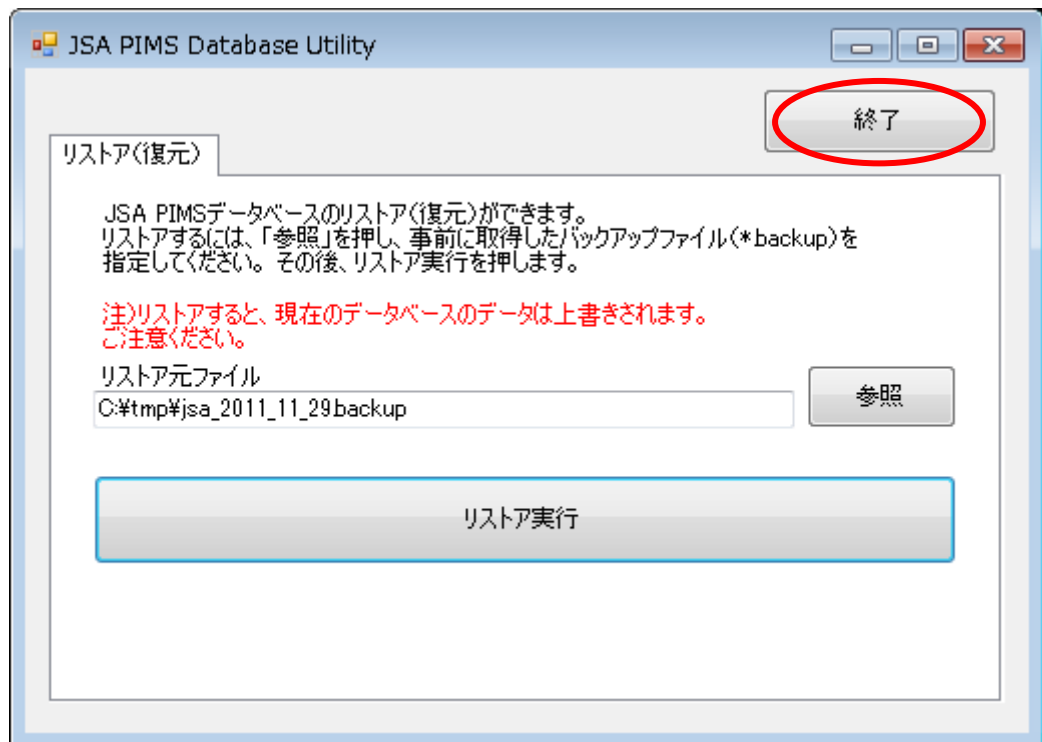 JSA PIMS Database Utility
終了
リストア(復元)
JSA PIMSデータベースのリストア(復元)ができます。
リストアするには、「参照」を押し、事前に取得したバックアップファイル(*.backup)を
指定してください。その後、リストア実行を押します。
注)リストアすると、現在のデータベースのデータは上書きされます。
ご注意ください。
リストア元ファイル
C:¥tmp¥jsa_2011_11_29.backup
参照
リストア実行